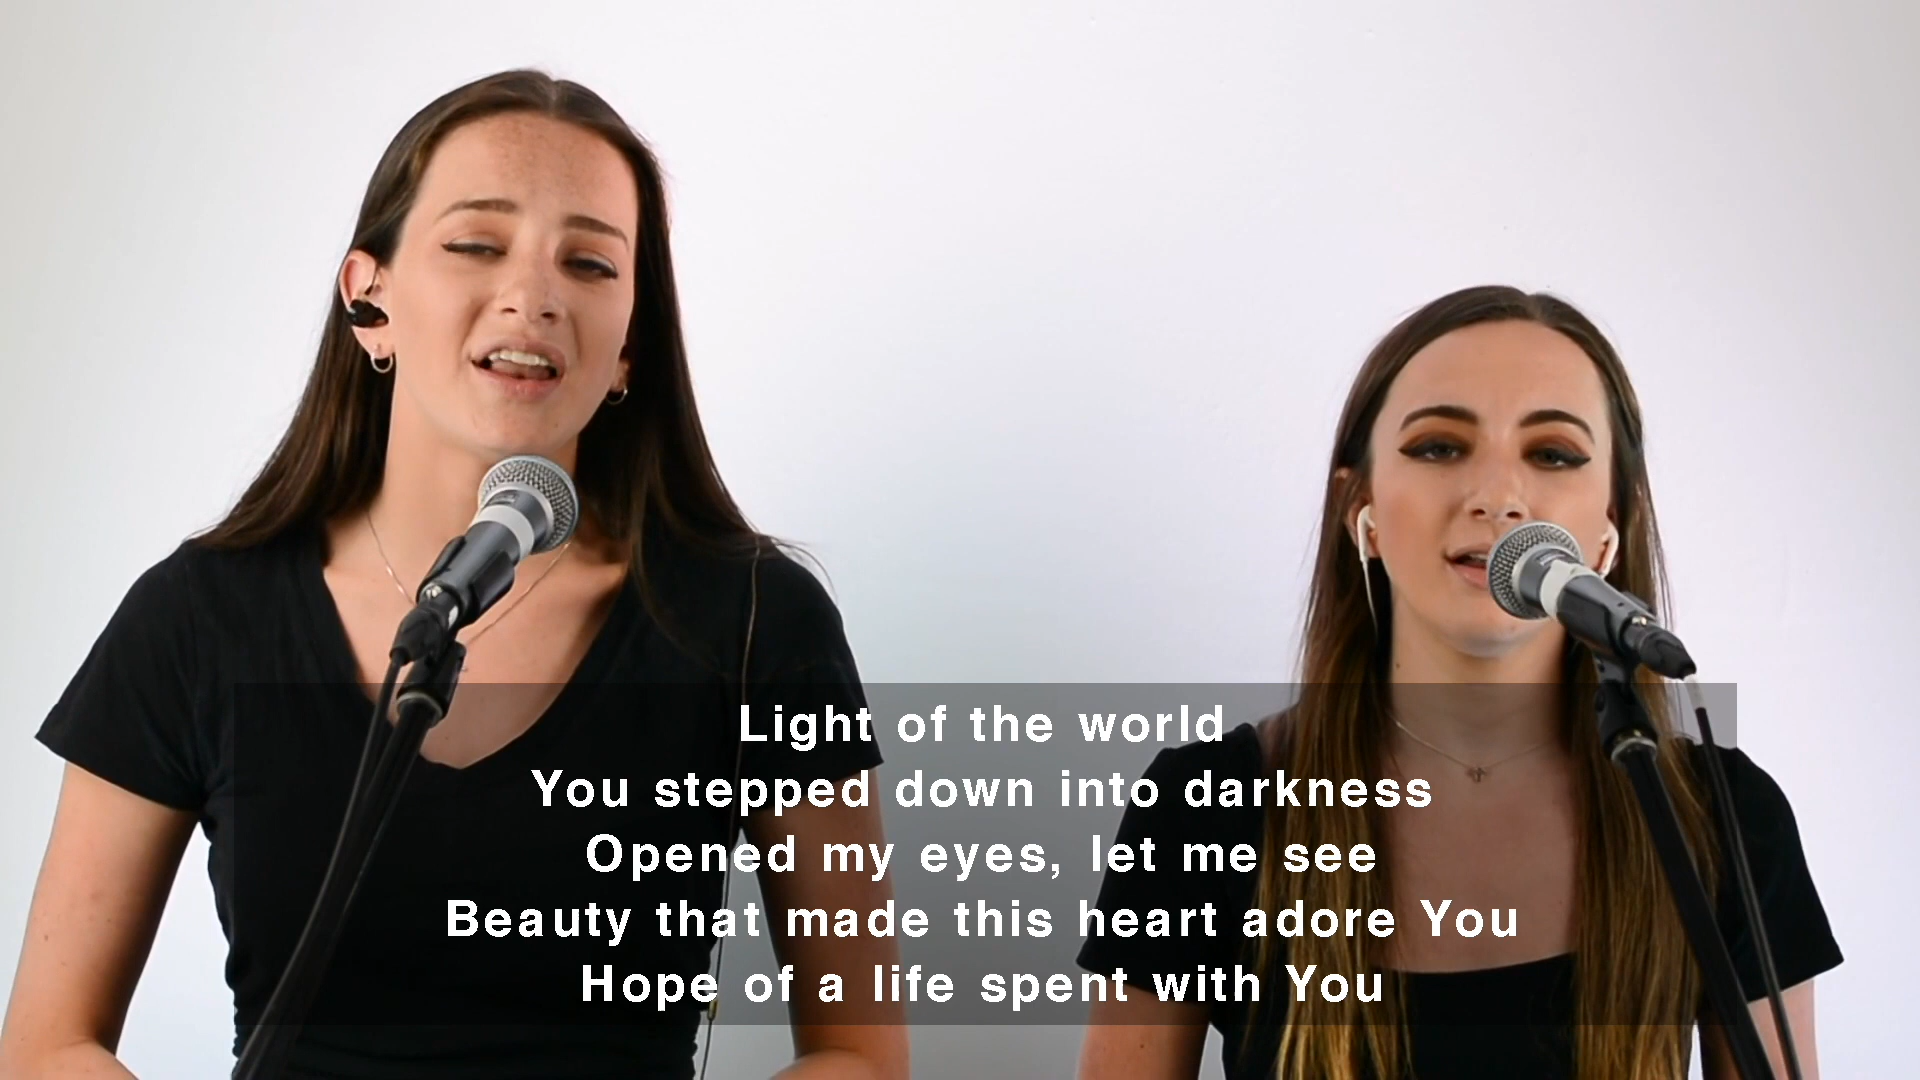 Light of the world
You stepped down into darkness
Opened my eyes, let me see
Beauty that made this heart adore You
Hope of a life spent with You